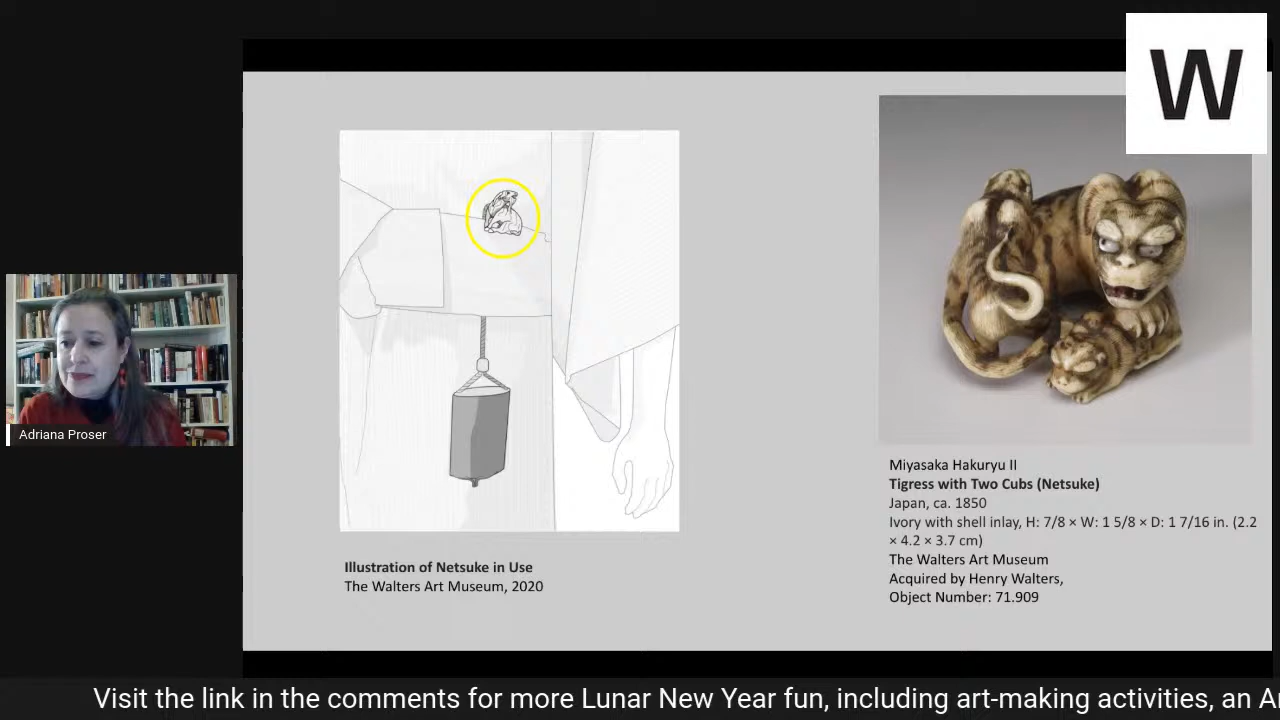 W
Adriana Proser
Illustration of Netsuke in Use
The Walters Art Museum, 2020
Miyasaka Hakuryu II
Tigress with Two Cubs (Netsuke)
Japan, ca. 1850
Ivory with shell inlay, H: 7/8 × W: 1 5/8 × D: 1 7/16 in. (2.2
× 4.2 × 3.7 cm)
The Walters Art Museum
Acquired by Henry Walters,
Object Number: 71.909
Visit the link in the comments for more Lunar New Year fun, including art-making activities, an A